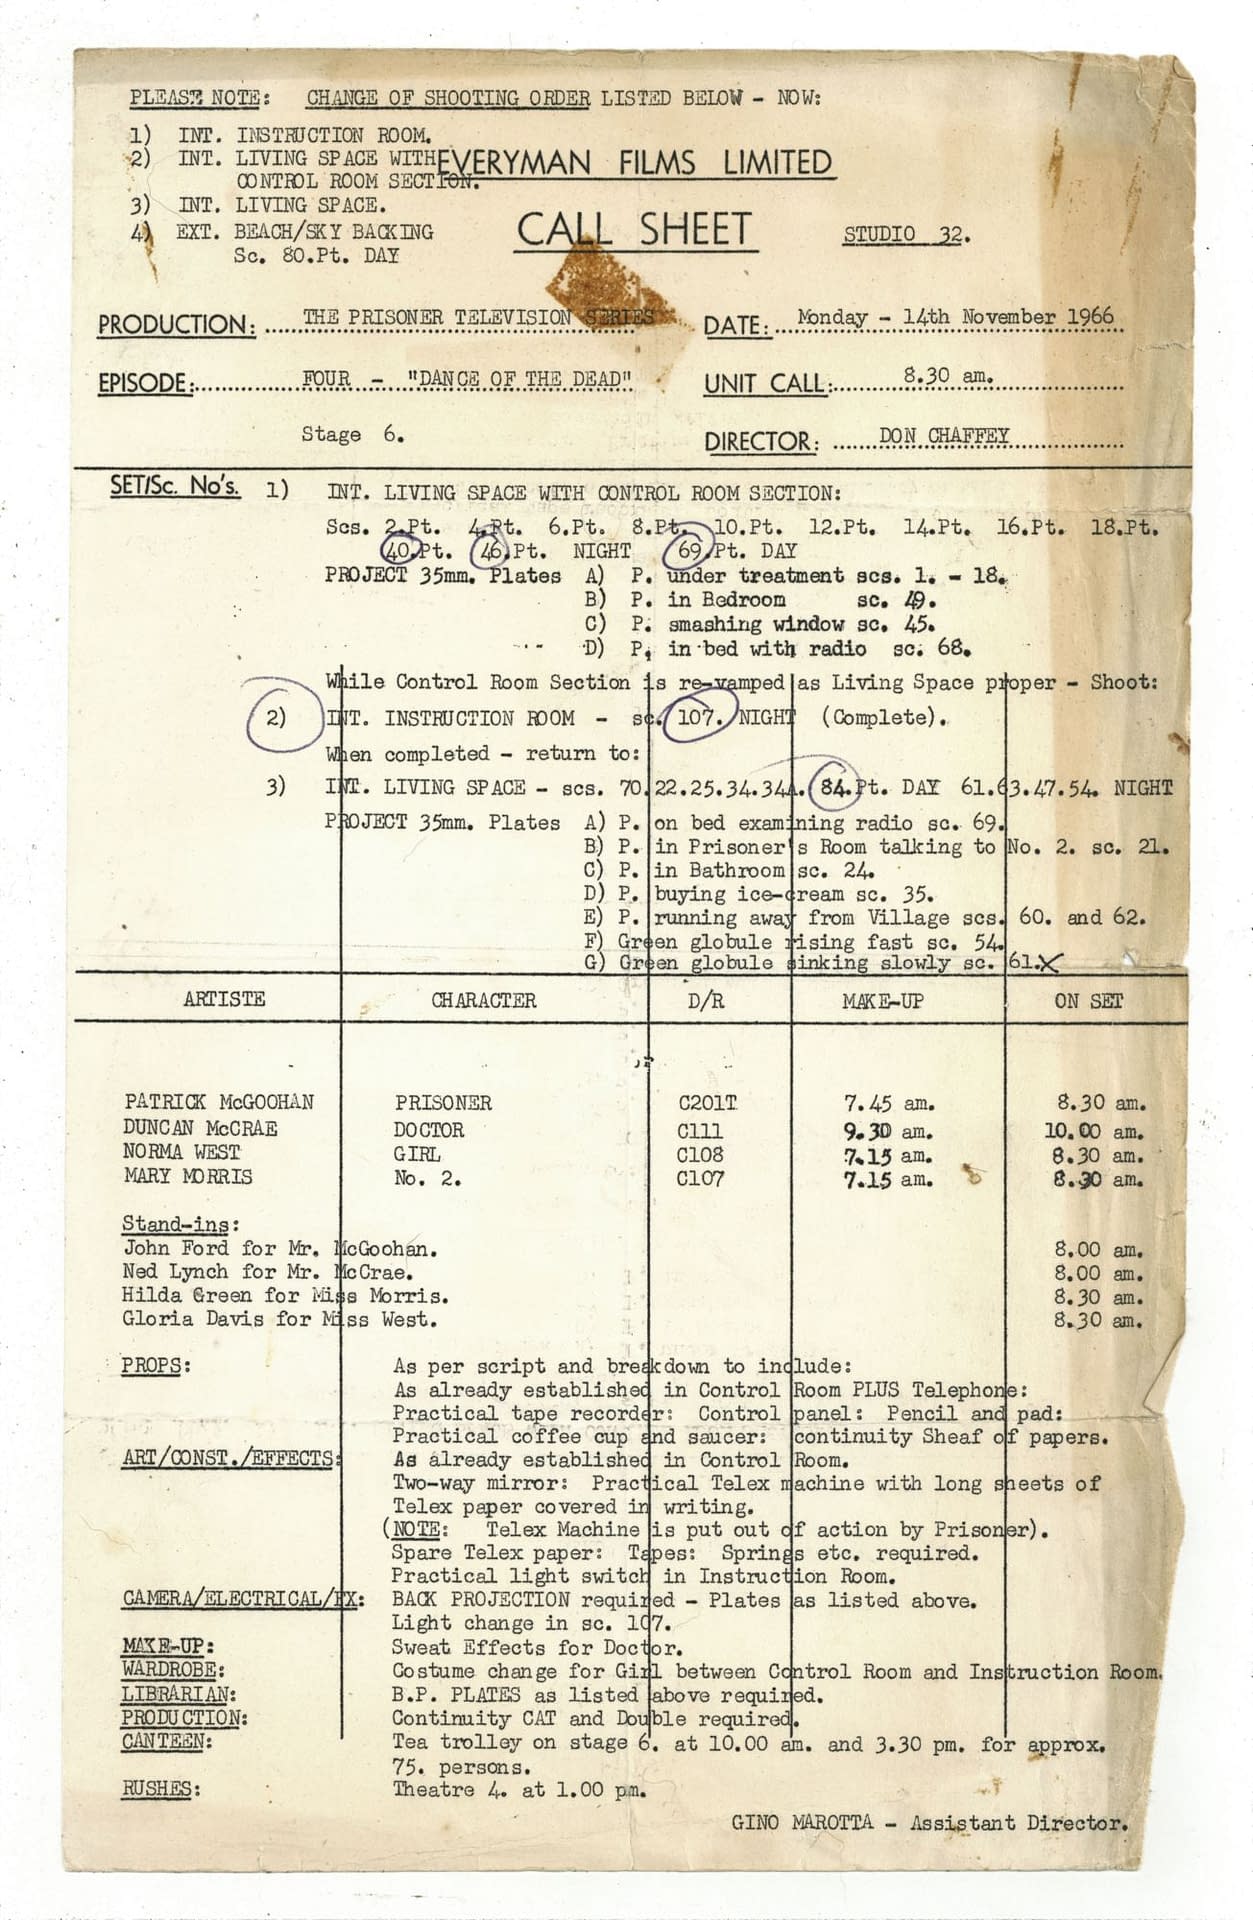 PLEASE NOTE: CHANGE OF SHOOTING ORDER LISTED BELOW - NOW:
1) INT. INSTRUCTION ROOM.
2) INT. LIVING SPACE WITH
CONTROL ROOM SECTION.
EVERYMAN FILMS LIMITED
3) INT. LIVING SPACE.
4) EXT. BEACH/SKY BACKING
Sc. 80.Pt. DAY
CALL SHEET
STUDIO 32.
PRODUCTION: THE PRISONER TELEVISION SERIES
DATE: Monday - 14th November 1966
EPISODE: FOUR - "DANCE OF THE DEAD"
UNIT CALL: 8.30 am.
Stage 6.
DIRECTOR: DON CHAFFEY
SET/Sc. No's. 1) INT. LIVING SPACE WITH CONTROL ROOM SECTION:
Scs. 2.Pt. 4.Pt. 6.Pt. 8.Pt. 10.Pt. 12.Pt. 14.Pt. 16.Pt. 18.Pt.
40.Pt. 46.Pt. NIGHT 69.Pt. DAY
PROJECT 35mm. Plates A) P. under treatment scs. 1. - 18.
B) P. in Bedroom sc. 49.
C) P. smashing window sc. 45.
D) P. in bed with radio sc. 68.
While Control Room Section is re-vamped as Living Space proper - Shoot:
2) INT. INSTRUCTION ROOM - sc. 107. NIGHT (Complete).
When completed - return to:
3) INT. LIVING SPACE - scs. 70.22.25.34.34A. 84.Pt. DAY 61.63.47.54. NIGHT
PROJECT 35mm. Plates A) P. on bed examining radio sc. 69.
B) P. in Prisoner's Room talking to No. 2. sc. 21.
C) P. in Bathroom sc. 24.
D) P. buying ice-cream sc. 35.
E) P. running away from Village scs. 60. and 62.
F) Green globule rising fast sc. 54.
G) Green globule sinking slowly sc. 61.X
ARTISTE CHARACTER D/R MAKE-UP ON SET
PATRICK McGOOHAN PRISONER C201T 7.45 am. 8.30 am.
DUNCAN McCRAE DOCTOR C111 9.30 am. 10.00 am.
NORMA WEST GIRL C108 7.15 am. 8.30 am.
MARY MORRIS No. 2. C107 7.15 am. 8.30 am.
Stand-ins:
John Ford for Mr. McGoohan. 8.00 am.
Ned Lynch for Mr. McCrae. 8.00 am.
Hilda Green for Miss Morris. 8.30 am.
Gloria Davis for Miss West. 8.30 am.
PROPS: As per script and breakdown to include:
As already established in Control Room PLUS Telephone:
Practical tape recorder: Control panel: Pencil and pad:
Practical coffee cup and saucer: continuity Sheaf of papers.
ART/CONST./EFFECTS: As already established in Control Room.
Two-way mirror: Practical Telex machine with long sheets of
Telex paper covered in writing.
(NOTE: Telex Machine is put out of action by Prisoner).
Spare Telex paper: Tapes: Springs etc. required.
Practical light switch in Instruction Room.
CAMERA/ELECTRICAL/FX: BACK PROJECTION required - Plates as listed above.
Light change in sc. 107.
MAKE-UP: Sweat Effects for Doctor.
WARDROBE: Costume change for Girl between Control Room and Instruction Room.
LIBRARIAN: B.P. PLATES as listed above required.
PRODUCTION: Continuity CAT and Double required.
CANTEEN: Tea trolley on stage 6. at 10.00 am. and 3.30 pm. for approx.
75. persons.
RUSHES: Theatre 4. at 1.00 pm.
GINO MAROTTA - Assistant Director.